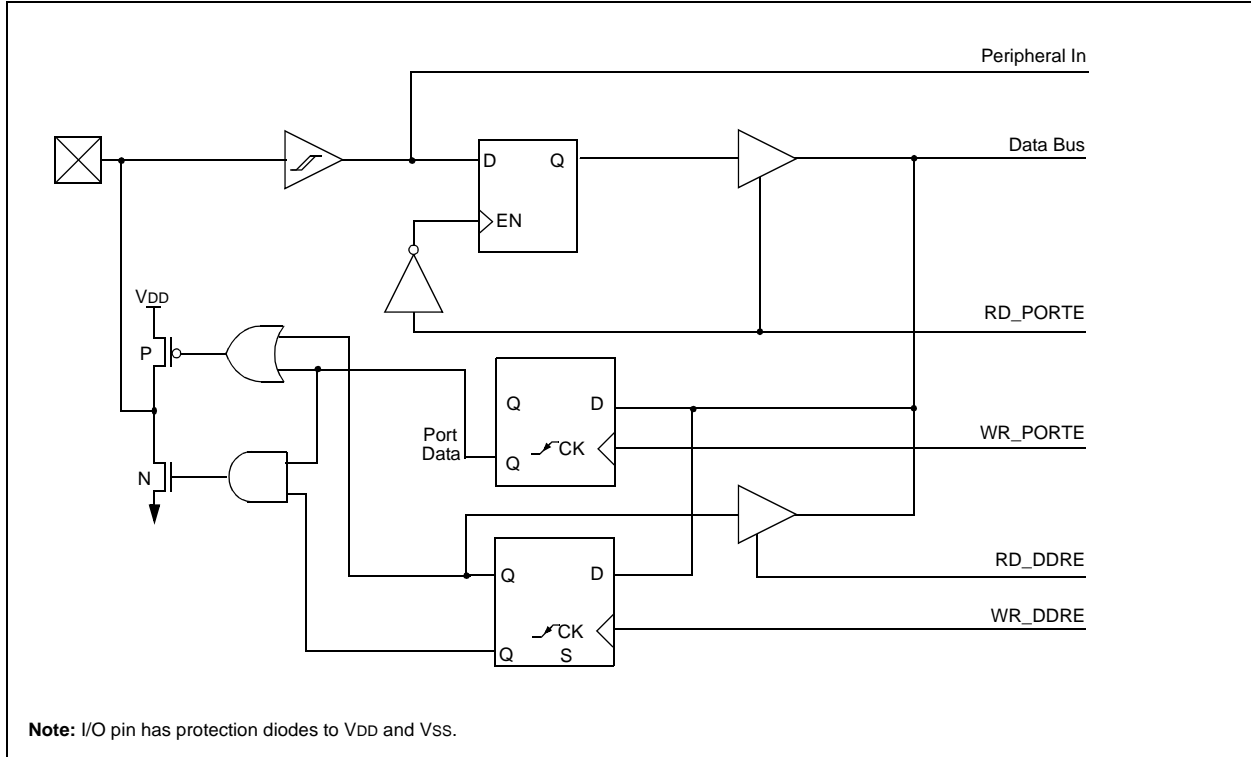 Peripheral In
Data Bus
D
Q
EN
VDD
RD_PORTE
P
Q
D
Port
Data
WR_PORTE
CK
Q
N
RD_DDRE
Q
D
WR_DDRE
CK
Q
S
Note: I/O pin has protection diodes to VDD and VSS.